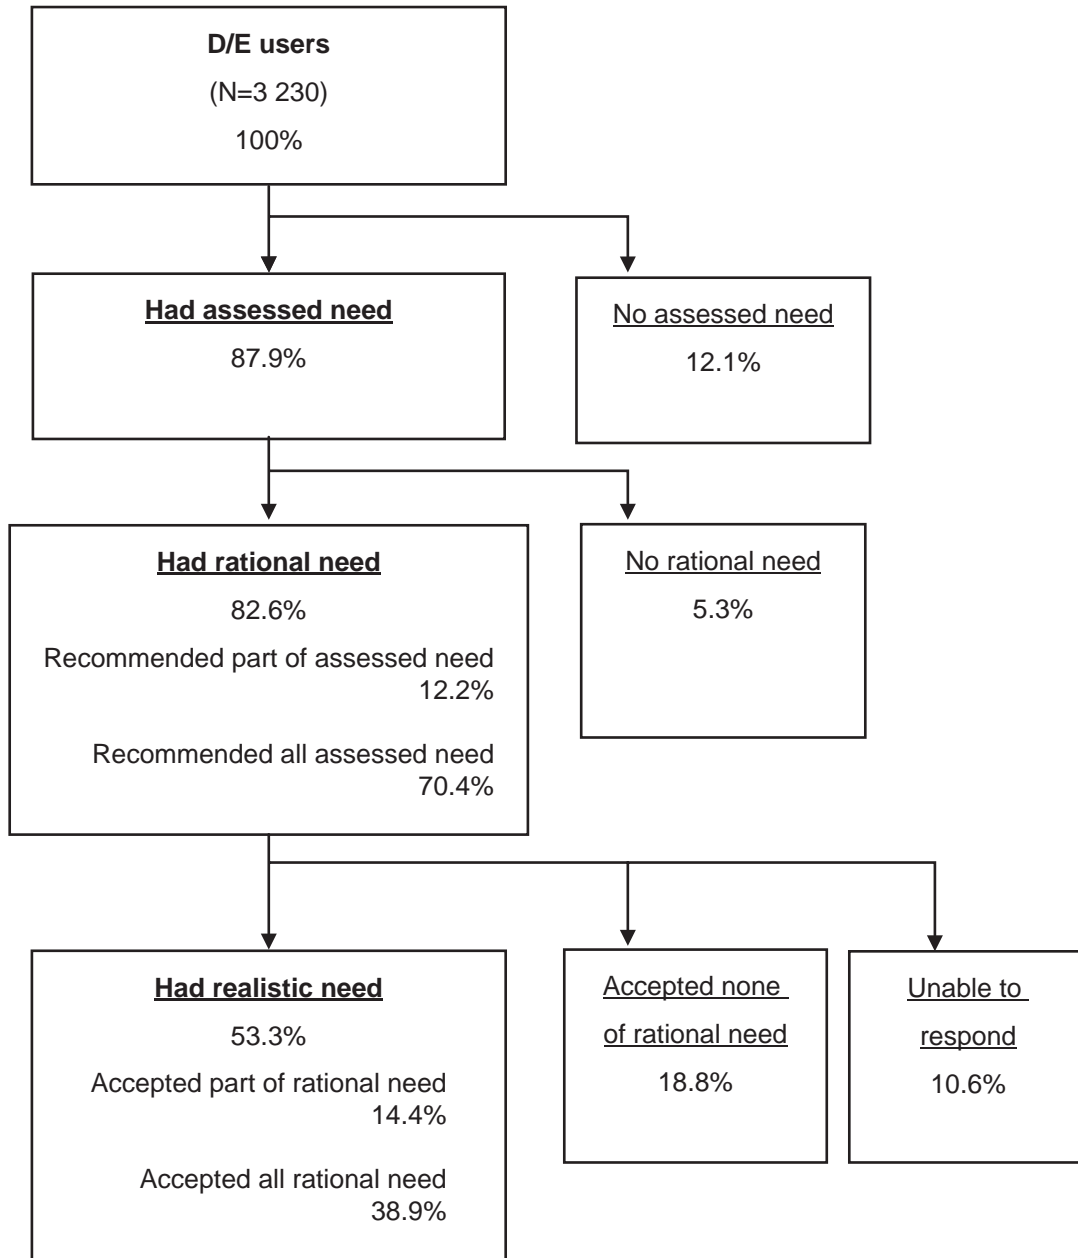 D/E users
(N=3 230)
100%
Had assessed need
87.9%
No assessed need
12.1%
Had rational need
82.6%
Recommended part of assessed need
12.2%
Recommended all assessed need
70.4%
No rational need
5.3%
Had realistic need
53.3%
Accepted part of rational need
14.4%
Accepted all rational need
38.9%
Accepted none
of rational need
18.8%
Unable to
respond
10.6%